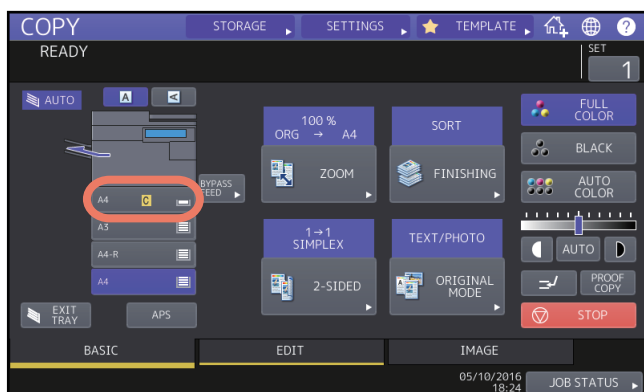 COPY
STORAGE
SETTINGS
TEMPLATE
?
READY
SET
1
AUTO
A
A
100 %
ORG → A4
ZOOM
SORT
FINISHING
FULL
COLOR
BLACK
AUTO
COLOR
A4 C
BYPASS
FEED
A3
A4-R
A4
1→1
SIMPLEX
2-SIDED
TEXT/PHOTO
ORIGINAL
MODE
AUTO
PROOF
COPY
EXIT
TRAY
APS
STOP
BASIC
EDIT
IMAGE
05/10/2016
18:24
JOB STATUS